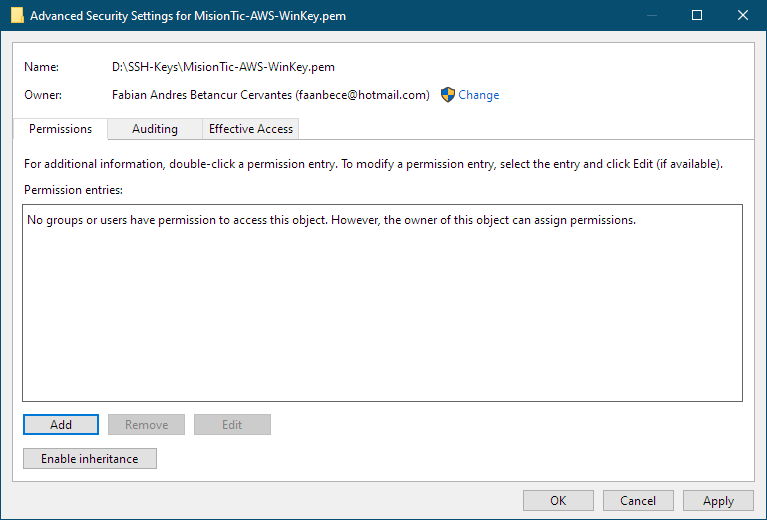 Advanced Security Settings for MisionTic-AWS-WinKey.pem
Name: D:\SSH-Keys\MisionTic-AWS-WinKey.pem
Owner: Fabian Andres Betancur Cervantes (faanbece@hotmail.com) Change
Permissions Auditing Effective Access
For additional information, double-click a permission entry. To modify a permission entry, select the entry and click Edit (if available).
Permission entries:
No groups or users have permission to access this object. However, the owner of this object can assign permissions.
Add Remove Edit
Enable inheritance
OK Cancel Apply